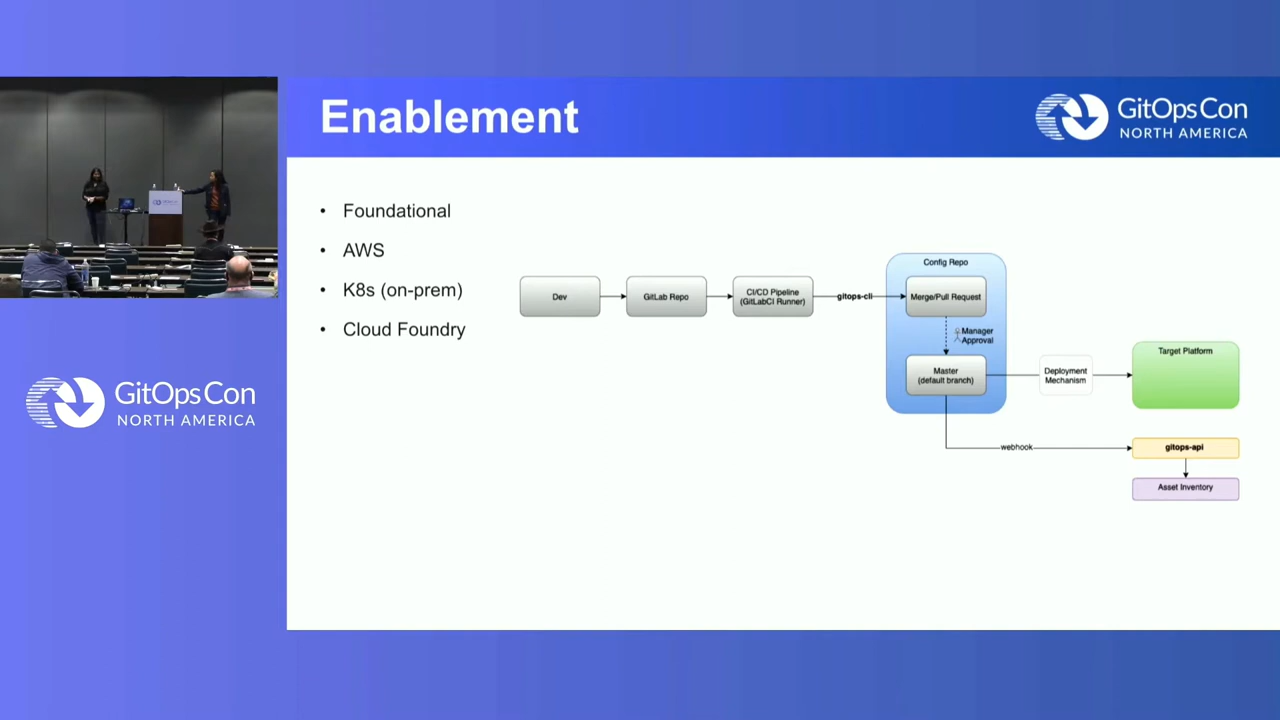 Enablement
GitOpsCon
NORTH AMERICA
• Foundational
• AWS
• K8s (on-prem)
• Cloud Foundry
Dev
GitLab Repo
CI/CD Pipeline
(GitLabCI Runner)
gitops-cli
Config Repo
Merge/Pull Request
Manager
Approval
Master
(default branch)
Deployment
Mechanism
Target Platform
webhook
gitops-api
Asset Inventory
GitOpsCon
NORTH AMERICA